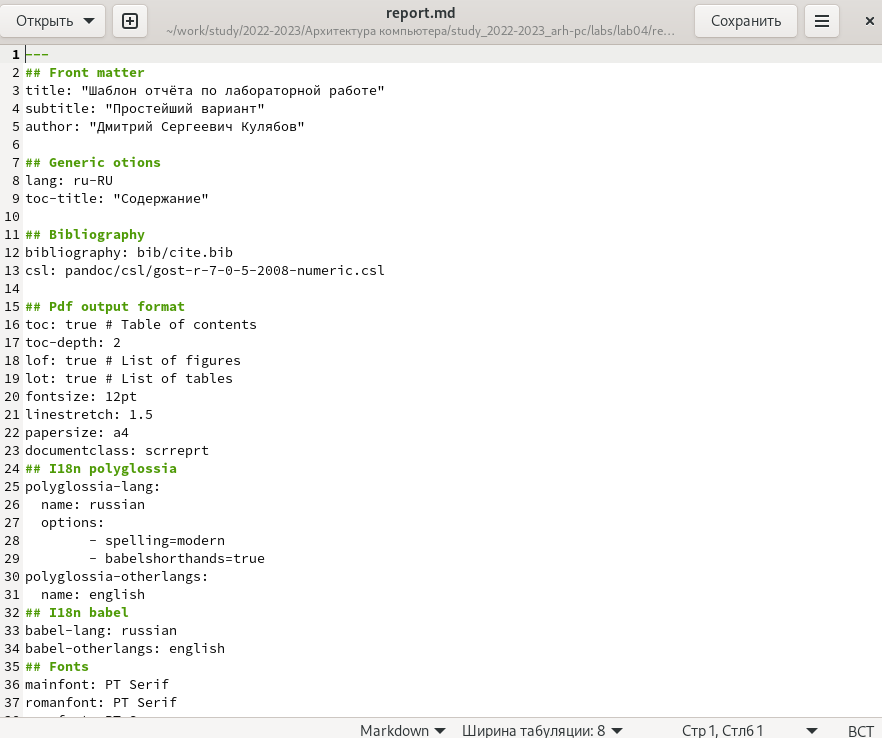 Открыть
report.md
~/work/study/2022-2023/Архитектура компьютера/study_2022-2023_arh-pc/labs/lab04/re...
Сохранить
1 ---
2 ## Front matter
3 title: "Шаблон отчёта по лабораторной работе"
4 subtitle: "Простейший вариант"
5 author: "Дмитрий Сергеевич Кулябов"
6
7 ## Generic otions
8 lang: ru-RU
9 toc-title: "Содержание"
10
11 ## Bibliography
12 bibliography: bib/cite.bib
13 csl: pandoc/csl/gost-r-7-0-5-2008-numeric.csl
14
15 ## Pdf output format
16 toc: true # Table of contents
17 toc-depth: 2
18 lof: true # List of figures
19 lot: true # List of tables
20 fontsize: 12pt
21 linestretch: 1.5
22 papersize: a4
23 documentclass: scrreprt
24 ## I18n polyglossia
25 polyglossia-lang:
26   name: russian
27   options:
28         - spelling=modern
29         - babelshorthands=true
30 polyglossia-otherlangs:
31   name: english
32 ## I18n babel
33 babel-lang: russian
34 babel-otherlangs: english
35 ## Fonts
36 mainfont: PT Serif
37 romanfont: PT Serif
Markdown
Ширина табуляции: 8
Стр 1, Стлб 1
ВСТ